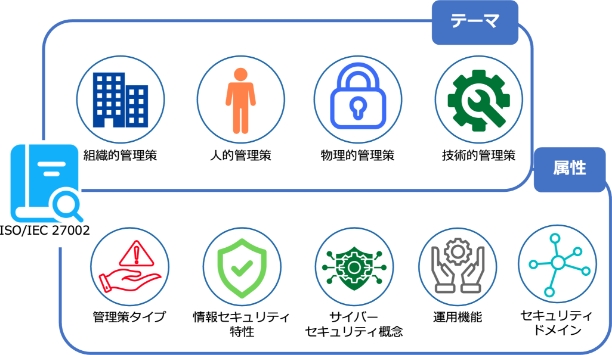 テーマ
組織的管理策
人的管理策
物理的管理策
技術的管理策
ISO/IEC 27002
属性
管理策タイプ
情報セキュリティ
特性
サイバー
セキュリティ概念
運用機能
セキュリティ
ドメイン